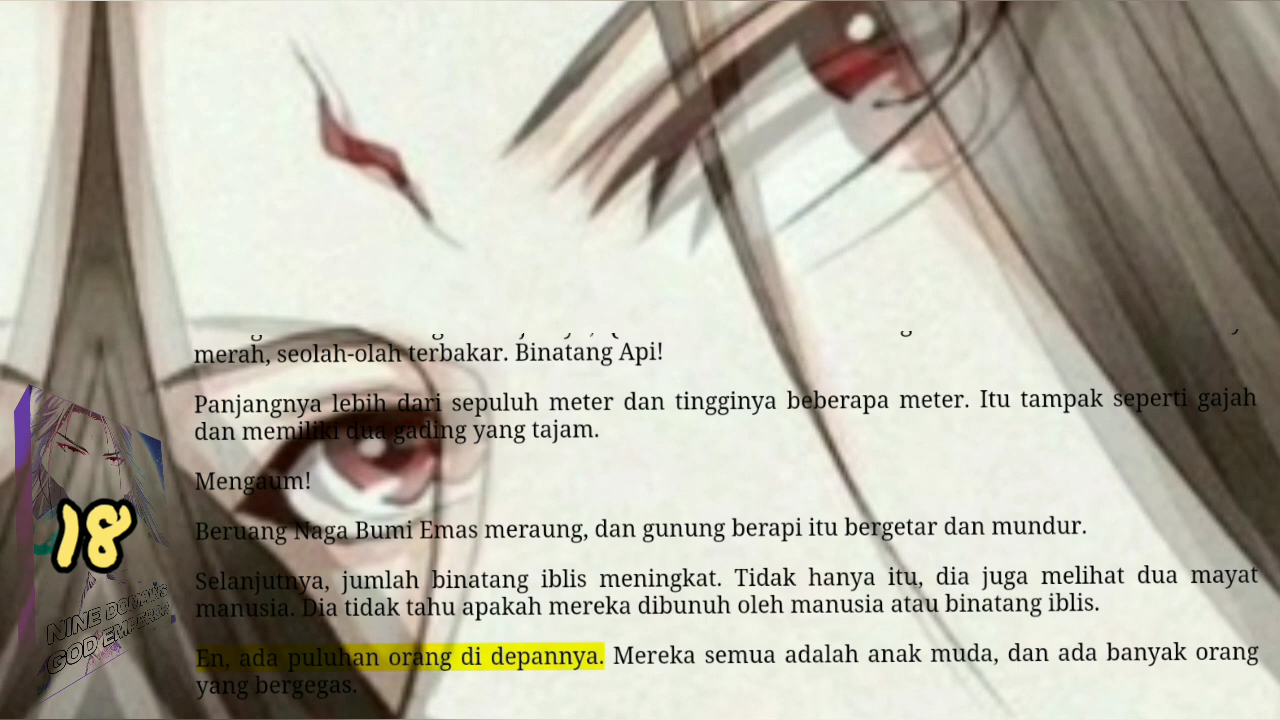 merah, seolah-olah terbakar. Binatang Api!
Panjangnya lebih dari sepuluh meter dan tingginya beberapa meter. Itu tampak seperti gajah
dan memiliki dua gading yang tajam.
Mengaum!
Beruang Naga Bumi Emas meraung, dan gunung berapi itu bergetar dan mundur.
Selanjutnya, jumlah binatang iblis meningkat. Tidak hanya itu, dia juga melihat dua mayat
manusia. Dia tidak tahu apakah mereka dibunuh oleh manusia atau binatang iblis.
En, ada puluhan orang di depannya. Mereka semua adalah anak muda, dan ada banyak orang
yang bergegas.
18
NINE DOMAINS
GOD EMPEROR